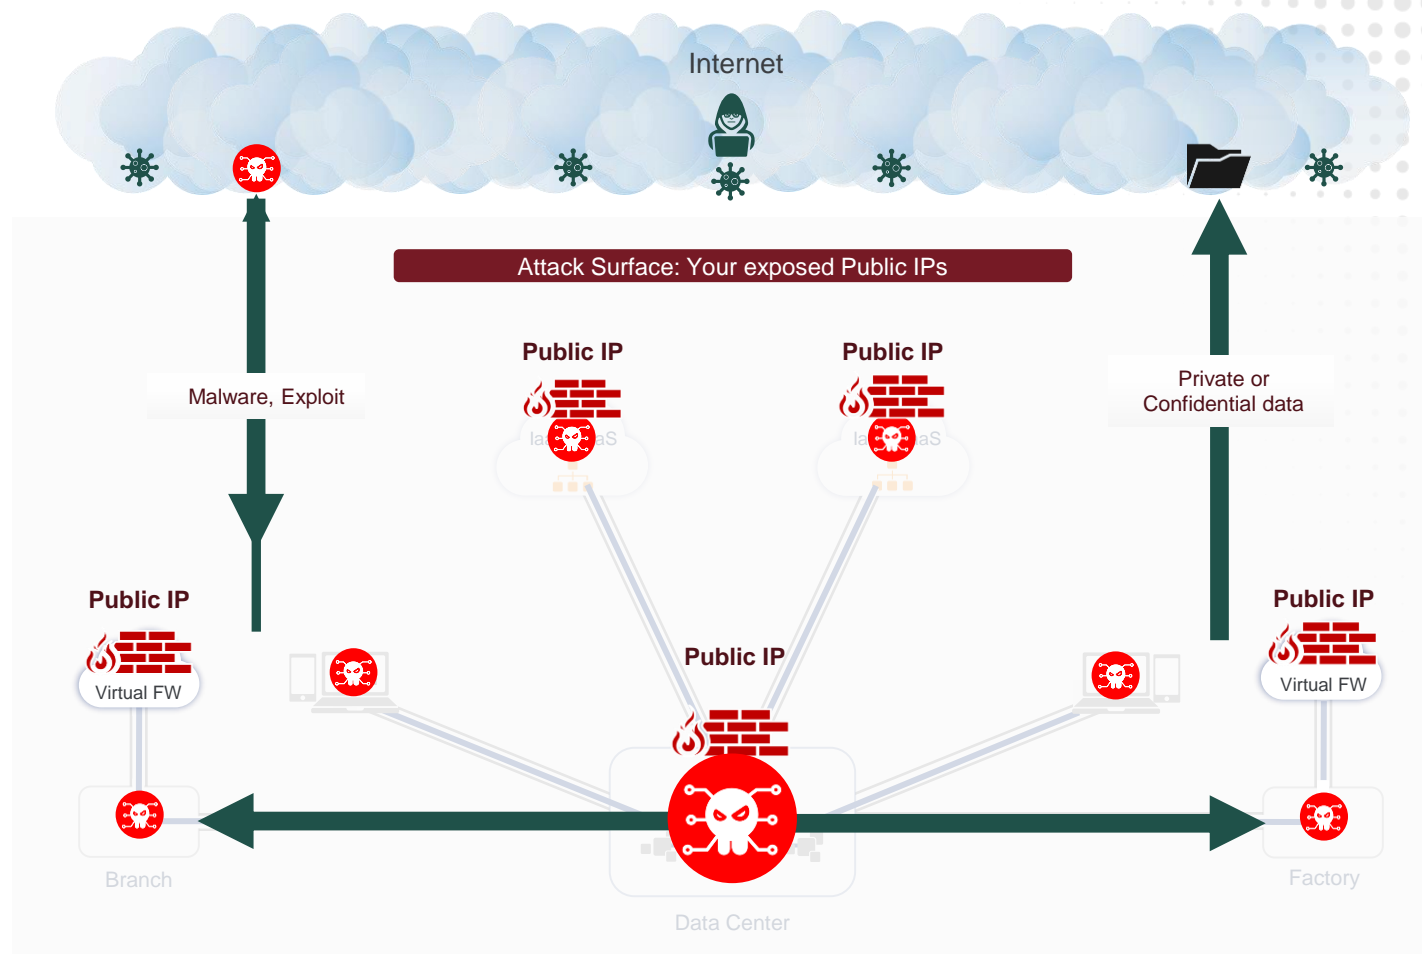 Internet
Attack Surface: Your exposed Public IPs
Public IP
Public IP
Malware, Exploit
Private or
Confidential data
Public IP
Public IP
Public IP
Virtual FW
Virtual FW
Branch
Factory
Data Center